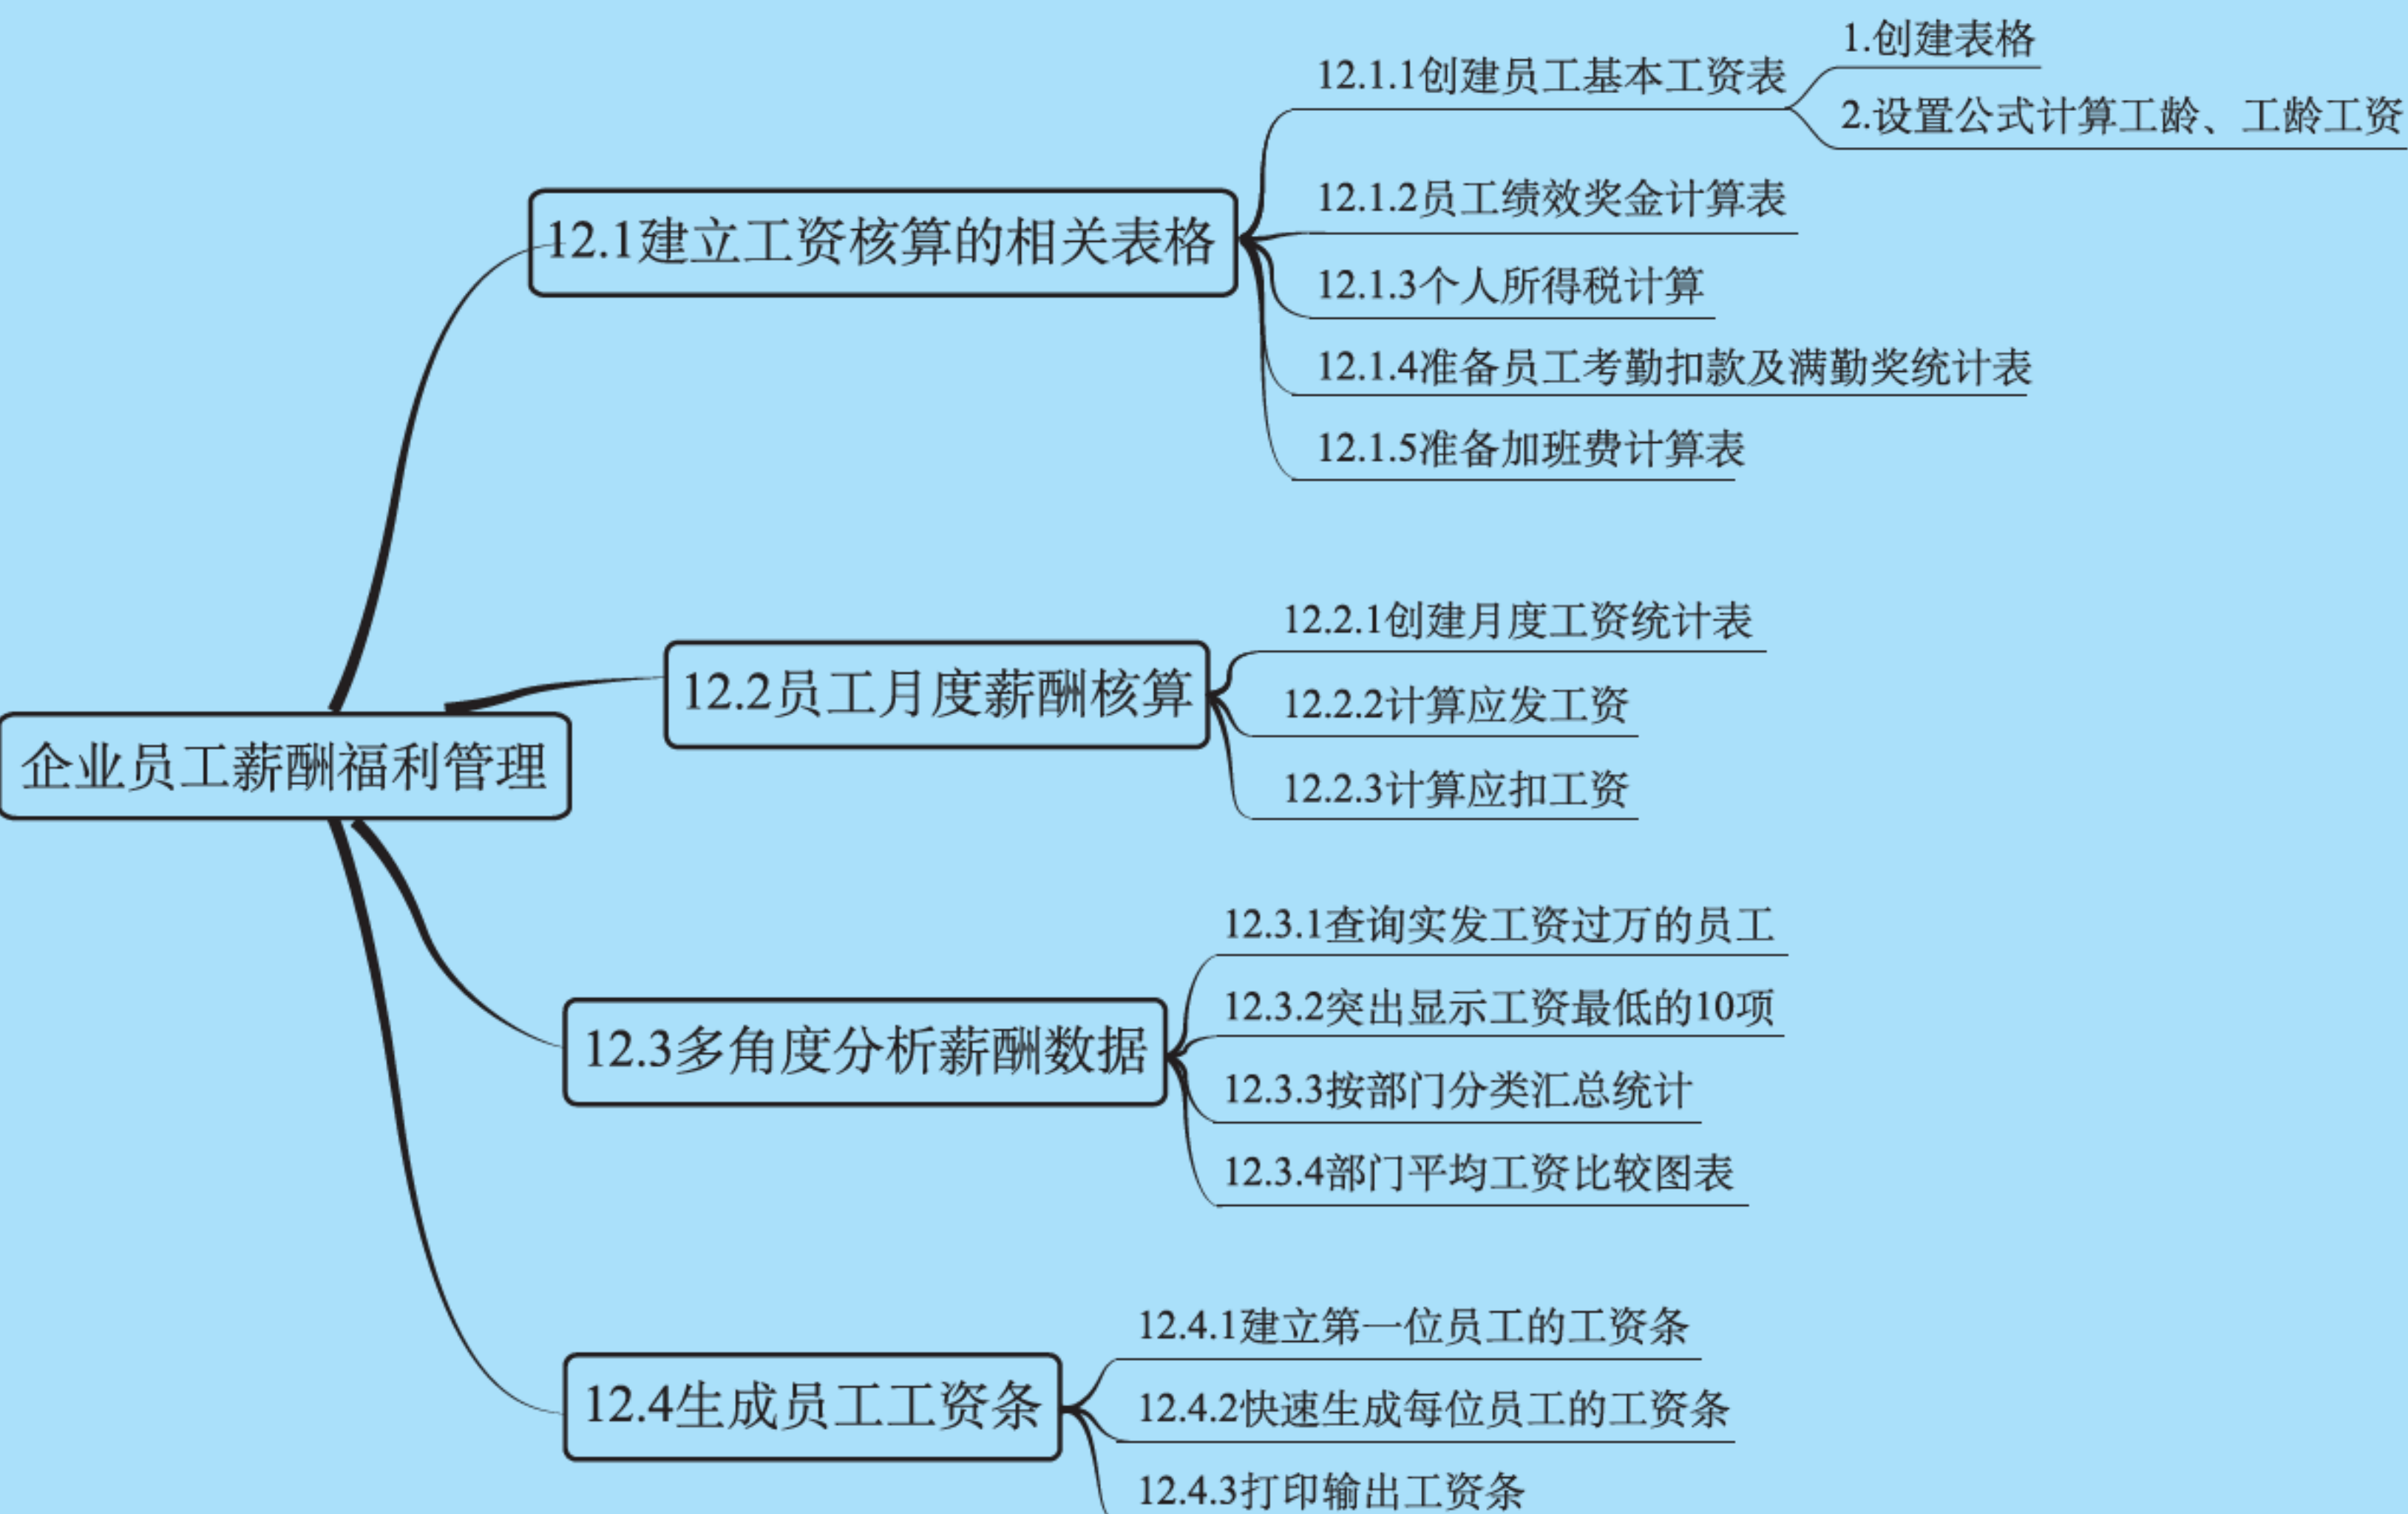 企业员工薪酬福利管理
12.1建立工资核算的相关表格
12.1.1创建员工基本工资表
1.创建表格
2.设置公式计算工龄、工龄工资
12.1.2员工绩效奖金计算表
12.1.3个人所得税计算
12.1.4准备员工考勤扣款及满勤奖统计表
12.1.5准备加班费计算表
12.2员工月度薪酬核算
12.2.1创建月度工资统计表
12.2.2计算应发工资
12.2.3计算应扣工资
12.3多角度分析薪酬数据
12.3.1查询实发工资过万的员工
12.3.2突出显示工资最低的10项
12.3.3按部门分类汇总统计
12.3.4部门平均工资比较图表
12.4生成员工工资条
12.4.1建立第一位员工的工资条
12.4.2快速生成每位员工的工资条
12.4.3打印输出工资条